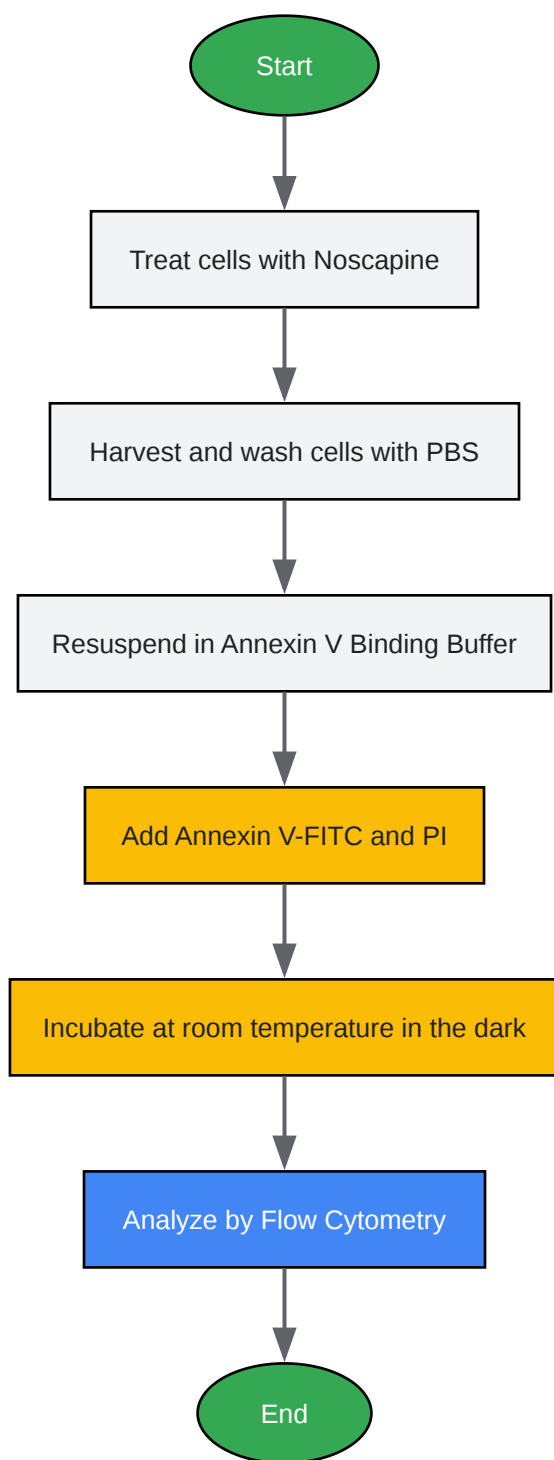 Start
Treat cells with Noscapine
Harvest and wash cells with PBS
Resuspend in Annexin V Binding Buffer
Add Annexin V-FITC and PI
Incubate at room temperature in the dark
Analyze by Flow Cytometry
End